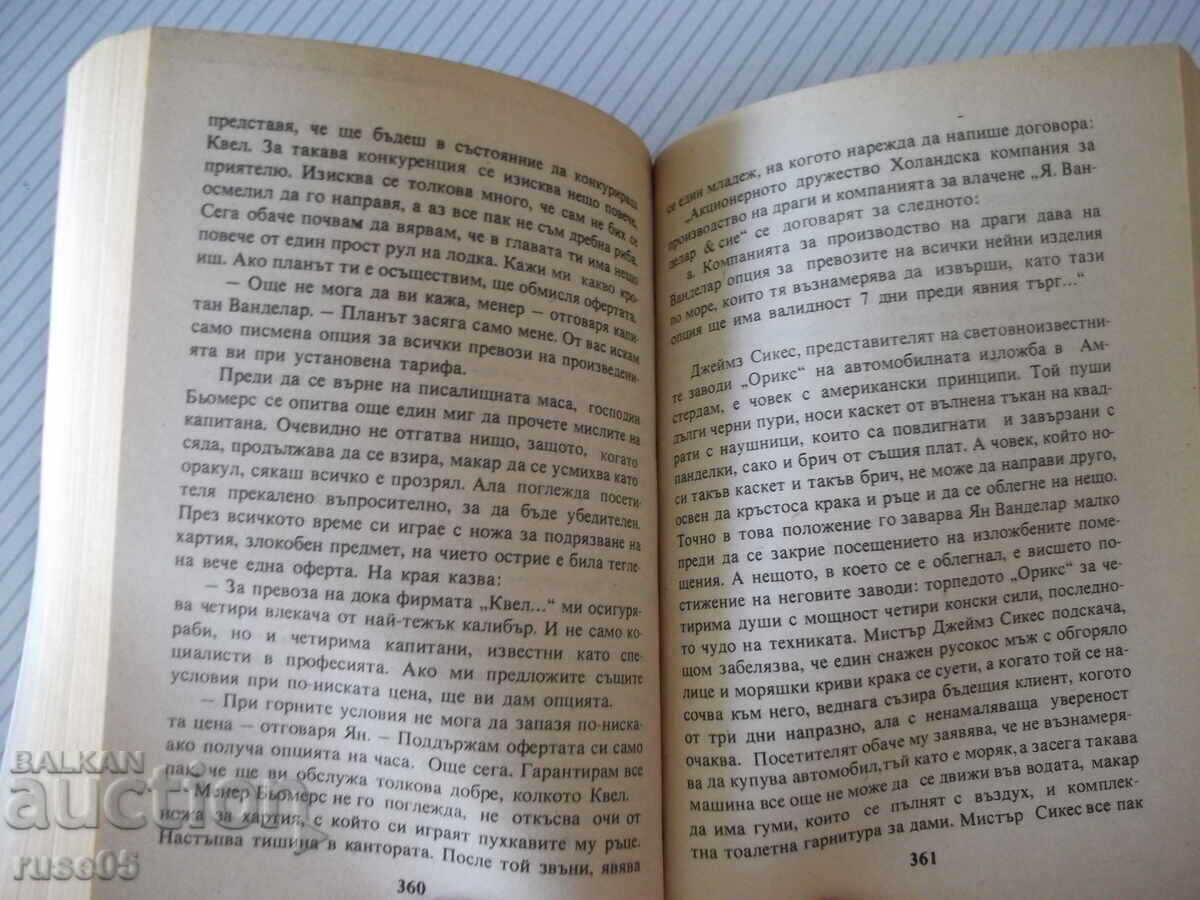 представя, че ще бъдеш в състояние да конкурираш
Квел. За такава конкуренция се изисква нещо повече,
приятелю. Изисква се толкова много, че сам не бих се
осмелил да го направя, а аз все пак не съм дребна риба.
Сега обаче почвам да вярвам, че в главата ти има нещо
повече от един прост рул на лодка. Кажи ми какво кро-
иш. Ако планът ти е осъществим, ще обмисля офертата.
— Още не мога да ви кажа, менер — отговаря капи-
тан Ванделар. — Планът засяга само мене. От вас искам
само писмена опция за всички превози на произведени-
ята ви при установена тарифа.
Преди да се върне на писалищната маса, господин
Бьомерс се опитва още един миг да прочете мислите на
капитана. Очевидно не отгатва нищо, защото, когато
сяда, продължава да се взира, макар да се усмихва като
оракул, сякаш всичко е прозрял. Ала поглежда посети-
теля прекалено въпросително, за да бъде убедителен.
През всичкото време си играе с ножа за подрязване на
хартия, злокобен предмет, на чието острие е била тегле-
на вече една оферта. На края казва:
— За превоза на дока фирмата „Квел...“ ми осигуря-
ва четири влекача от най-тежък калибър. И не само ко-
раби, но и четирима капитани, известни като спе-
циалисти в професията. Ако ми предложите същите
условия при по-ниската цена, ще ви дам опцията.
— При горните условия не мога да запазя по-ниска-
та цена — отговаря Ян. — Поддържам офертата си само
ако получа опцията на часа. Още сега. Гарантирам все
пак, че ще ви обслужа толкова добре, колкото Квел.
Менер Бьомерс не го поглежда, не откъсва очи от
ножа за хартия, с който си играят пухкавите му ръце.
Настъпва тишина в кантората. После той звъни, явява
360
се един младеж, на когото нарежда да напише договора:
„Акционерното дружество Холандска компания за
производство на драги и компанията за влачене „Я. Ван-
делар & сие“ се договарят за следното:
а. Компанията за производство на драги дава на
Ванделар опция за превозите на всички нейни изделия
по море, които тя възнамерява да извърши, като тази
опция ще има валидност 7 дни преди явния търг...“
Джеймз Сикес, представителят на световноизвестни-
те заводи „Орикс“ на автомобилната изложба в Ам-
стердам, е човек с американски принципи. Той пуши
дълги черни пури, носи каскет от вълнена тъкан на квад-
рати с наушници, които са повдигнати и завързани с
панделки, сако и брич от същия плат. А човек, който но-
си такъв каскет и такъв брич, не може да направи друго,
освен да кръстоса крака и ръце и да се облегне на нещо.
Точно в това положение го заварва Ян Ванделар малко
преди да се закрие посещението на изложбените поме-
щения. А нещото, в което се е облегнал, е висшето по-
стижение на неговите заводи: торпедото „Орикс“ за че-
тирима души с мощност четири конски сили, последно-
то чудо на техниката. Мистър Джеймз Сикес подскача,
щом забелязва, че един снажен русокос мъж с обгоряло
лице и моряшки криви крака се суети, а когато той се на-
сочва към него, веднага съзира бъдещия клиент, когото
от три дни напразно, ала с ненамаляваща увереност
очаква. Посетителят обаче му заявява, че не възнамеря-
ва да купува автомобил, тъй като е моряк, а засега такава
машина все още не може да се движи във водата, макар
да има гуми, които се пълнят с въздух, и комплек-
тна тоалетна гарнитура за дами. Мистър Сикес все пак
361
BALKAN
auction
ruse05